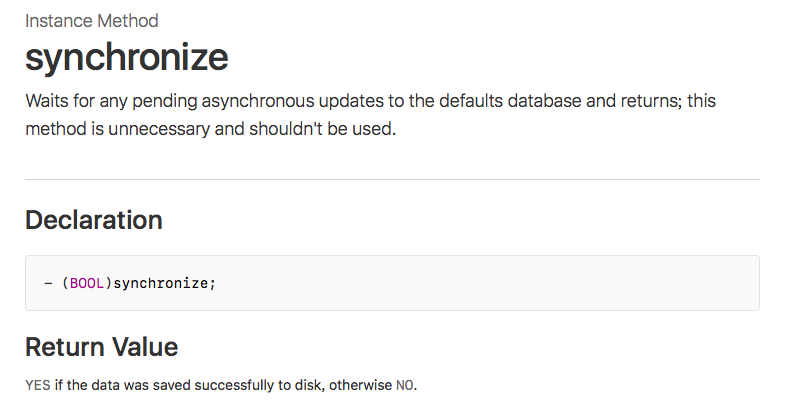 Instance Method
synchronize
Waits for any pending asynchronous updates to the defaults database and returns; this
method is unnecessary and shouldn't be used.
Declaration
- (BOOL)synchronize;
Return Value
YES if the data was saved successfully to disk, otherwise NO.